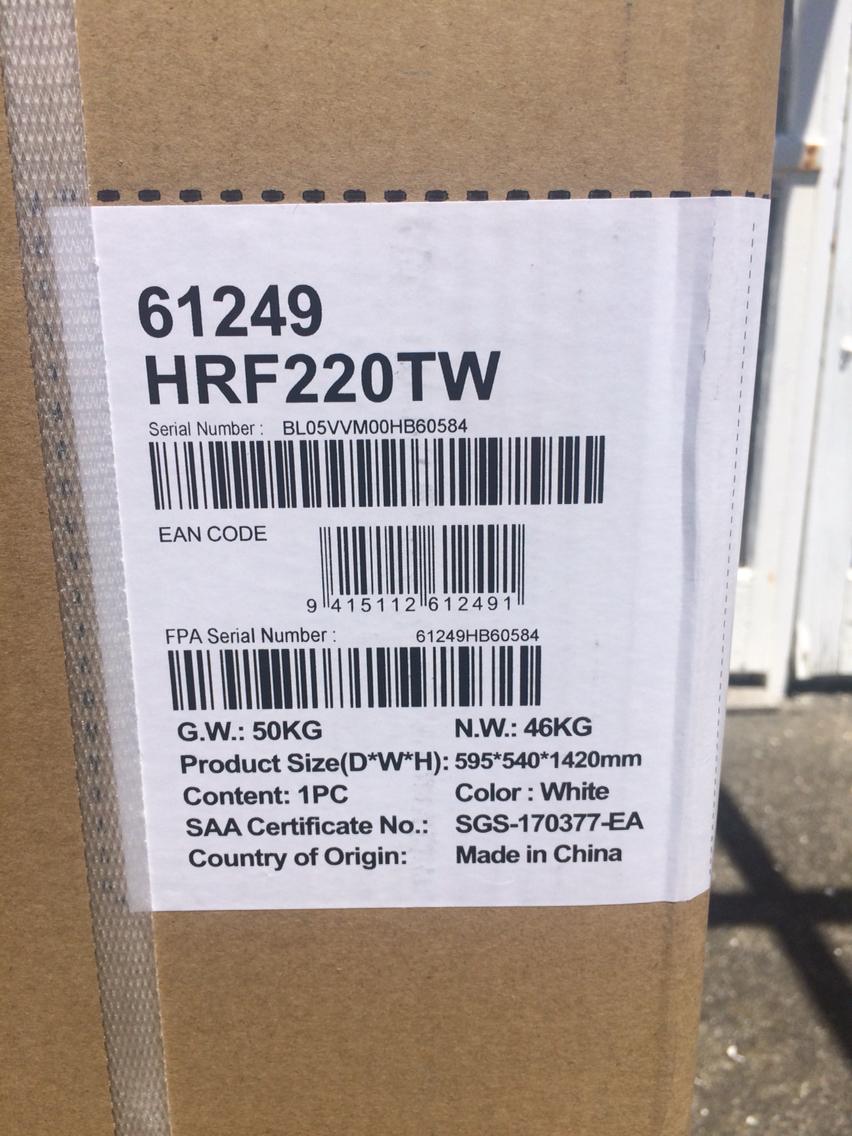 61249
HRF220TW
Serial Number : BL05VVM00HB60584
EAN CODE
9 415112 612491
FPA Serial Number : 61249HB60584
G.W.: 50KG N.W.: 46KG
Product Size(D*W*H): 595*540*1420mm
Content: 1PC Color : White
SAA Certificate No.: SGS-170377-EA
Country of Origin: Made in China